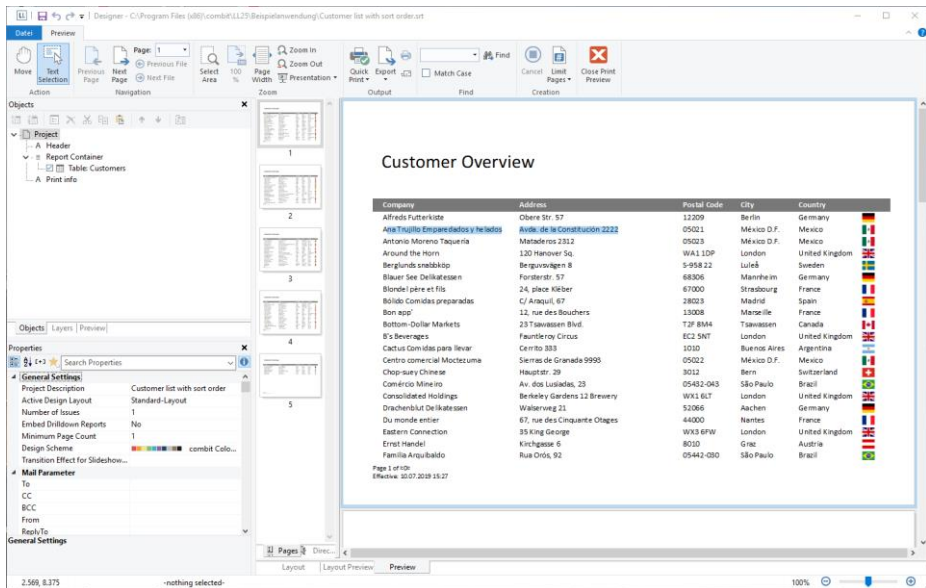 Designer - C:\Program Files (x86)\combit\LL25\Beispielanwendung\Customer list with sort order.srt
Datei Preview
Move Text Selection Previous Page Next Page Page: 1 Previous File Next File Select Area 100 % Page Width Zoom In Zoom Out Presentation Quick Print Export Find Match Case Cancel Limit Pages Close Print Preview
Action Navigation Zoom Output Find Creation
Objects
Project
Header
Report Container
Table: Customers
Print info
Objects Layers Preview
Properties
Search Properties
General Settings
Project Description Customer list with sort order
Active Design Layout Standard-Layout
Number of Issues 1
Embed Drilldown Reports No
Minimum Page Count 1
Design Scheme combit Colo...
Transition Effect for Slideshow...
Mail Parameter
To
CC
BCC
From
ReplyTo
General Settings
1
2
3
4
5
Pages Direc...
Customer Overview
Company Address Postal Code City Country
Alfreds Futterkiste Obere Str. 57 12209 Berlin Germany
Ana Trujillo Emparedados y helados Avda. de la Constitución 2222 05021 México D.F. Mexico
Antonio Moreno Taquería Mataderos 2312 05023 México D.F. Mexico
Around the Horn 120 Hanover Sq. WA1 1DP London United Kingdom
Berglunds snabbköp Berguvsvägen 8 S-958 22 Luleå Sweden
Blauer See Delikatessen Forsterstr. 57 68306 Mannheim Germany
Blondel père et fils 24, place Kléber 67000 Strasbourg France
Bólido Comidas preparadas C/ Araquil, 67 28023 Madrid Spain
Bon app' 12, rue des Bouchers 13008 Marseille France
Bottom-Dollar Markets 23 Tsawassen Blvd. T2F 8M4 Tsawassen Canada
B's Beverages Fauntleroy Circus EC2 5NT London United Kingdom
Cactus Comidas para llevar Cerrito 333 1010 Buenos Aires Argentina
Centro comercial Moctezuma Sierras de Granada 9993 05022 México D.F. Mexico
Chop-suey Chinese Hauptstr. 29 3012 Bern Switzerland
Comércio Mineiro Av. dos Lusíadas, 23 05432-043 São Paulo Brazil
Consolidated Holdings Berkeley Gardens 12 Brewery WX1 6LT London United Kingdom
Drachenblut Delikatessen Walserweg 21 52066 Aachen Germany
Du monde entier 67, rue des Cinquante Otages 44000 Nantes France
Eastern Connection 35 King George WX3 6FW London United Kingdom
Ernst Handel Kirchgasse 6 8010 Graz Austria
Familia Arquibaldo Rua Orós, 92 05442-030 São Paulo Brazil
Page 1 of
Effective: 10.07.2019 15:27
Layout Layout Preview Preview
2.569, 8.375 -nothing selected- 100%